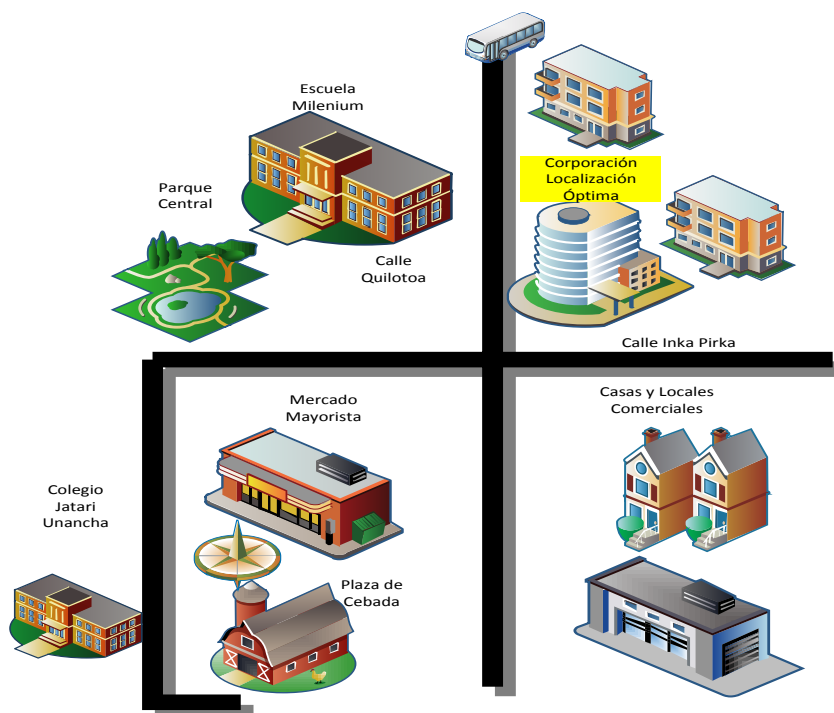 Escuela
Milenium
Corporación
Localización
Óptima
Parque
Central
Calle
Quilotoa
Calle Inka Pirka
Casas y Locales
Comerciales
Mercado
Mayorista
Colegio
Jatari
Unancha
Plaza de
Cebada